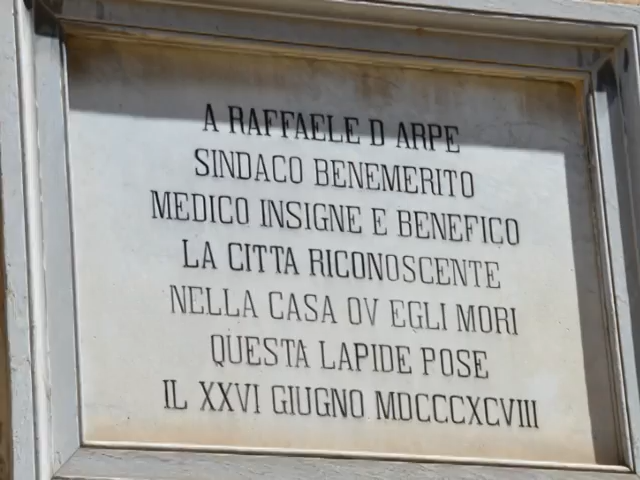 A RAFFAELE D ARPE
SINDACO BENEMERITO
MEDICO INSIGNE E BENEFICO
LA CITTA RICONOSCENTE
NELLA CASA OV EGLI MORI
QUESTA LAPIDE POSE
IL XXVI GIUGNO MDCCCXCVIII